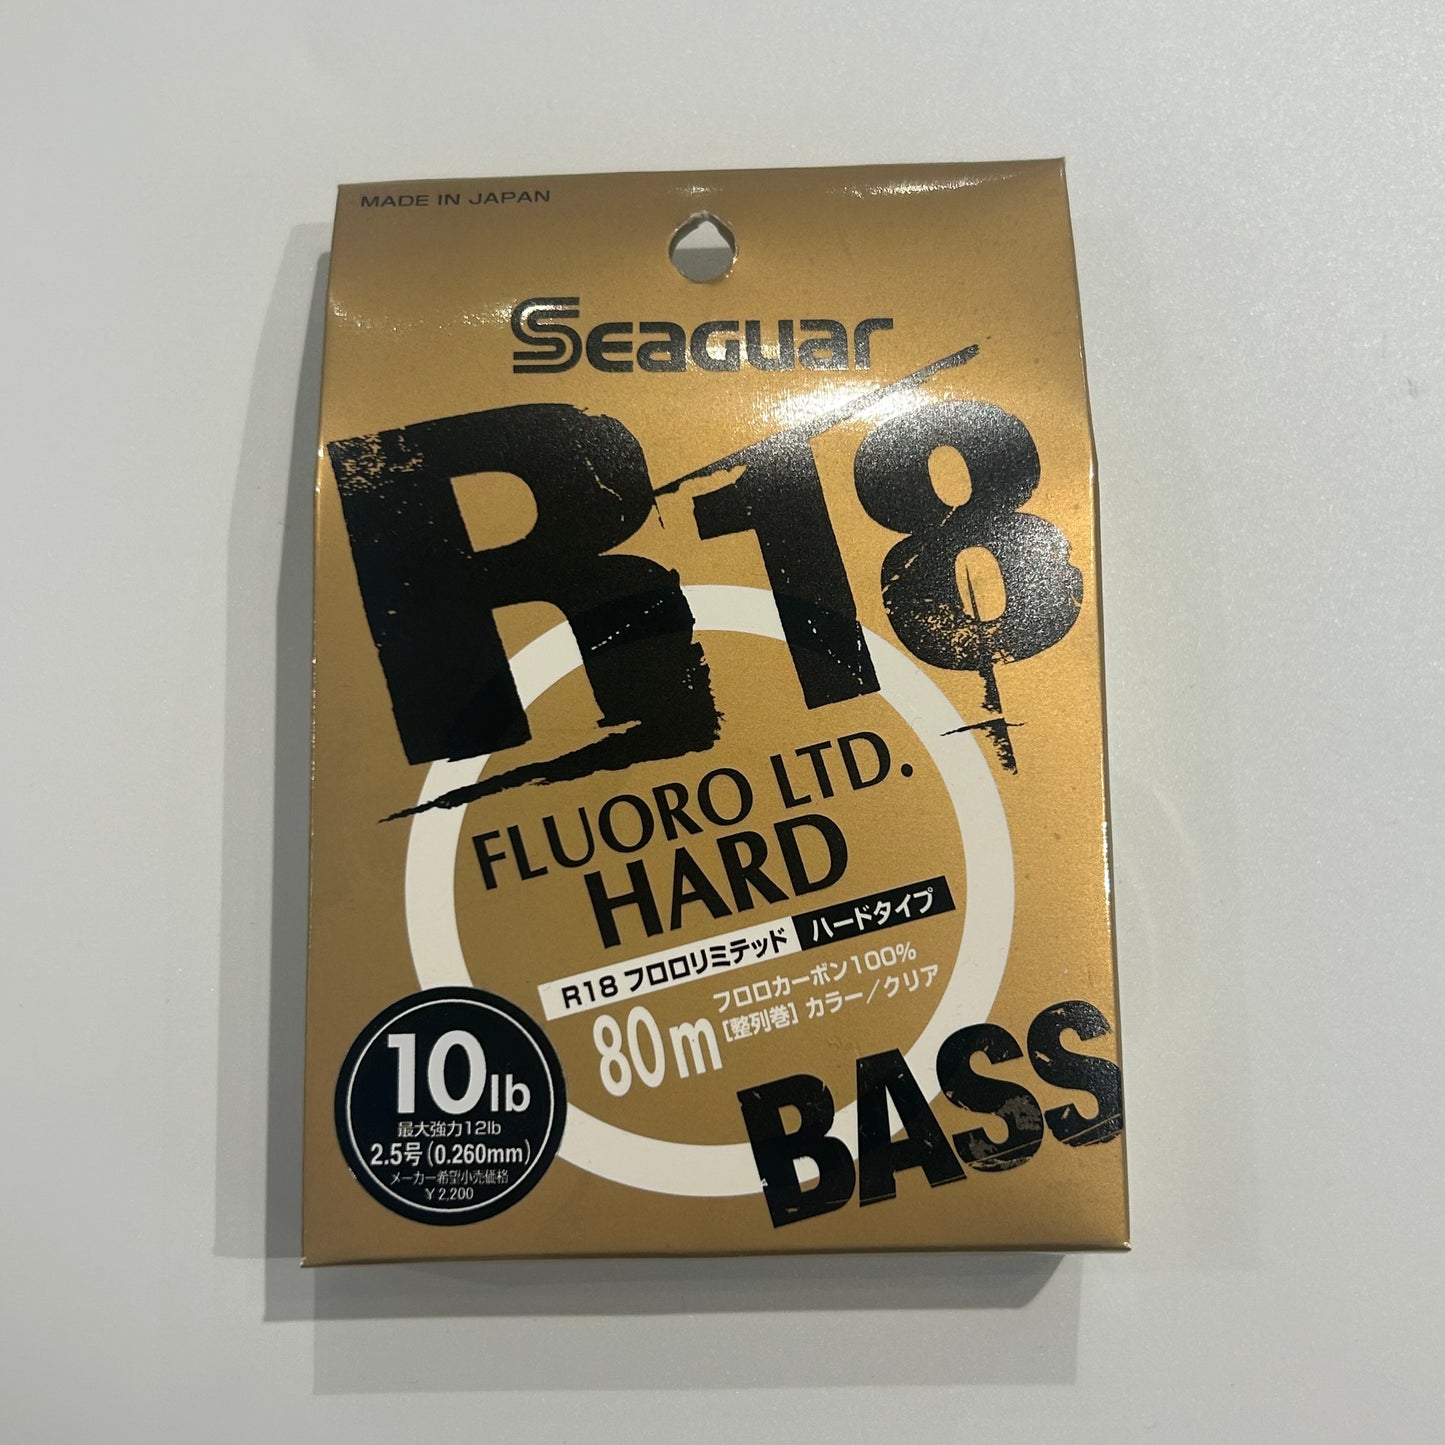 MADE IN JAPAN
SEAGUAR
R18
FLUORO LTD.
HARD
R18 フロロリミテッド ハードタイプ
80m
フロロカーボン100%
[整列巻] カラー/クリア
10lb
最大強力12lb
2.5号(0.260mm)
メーカー希望小売価格
¥2,200
BASS